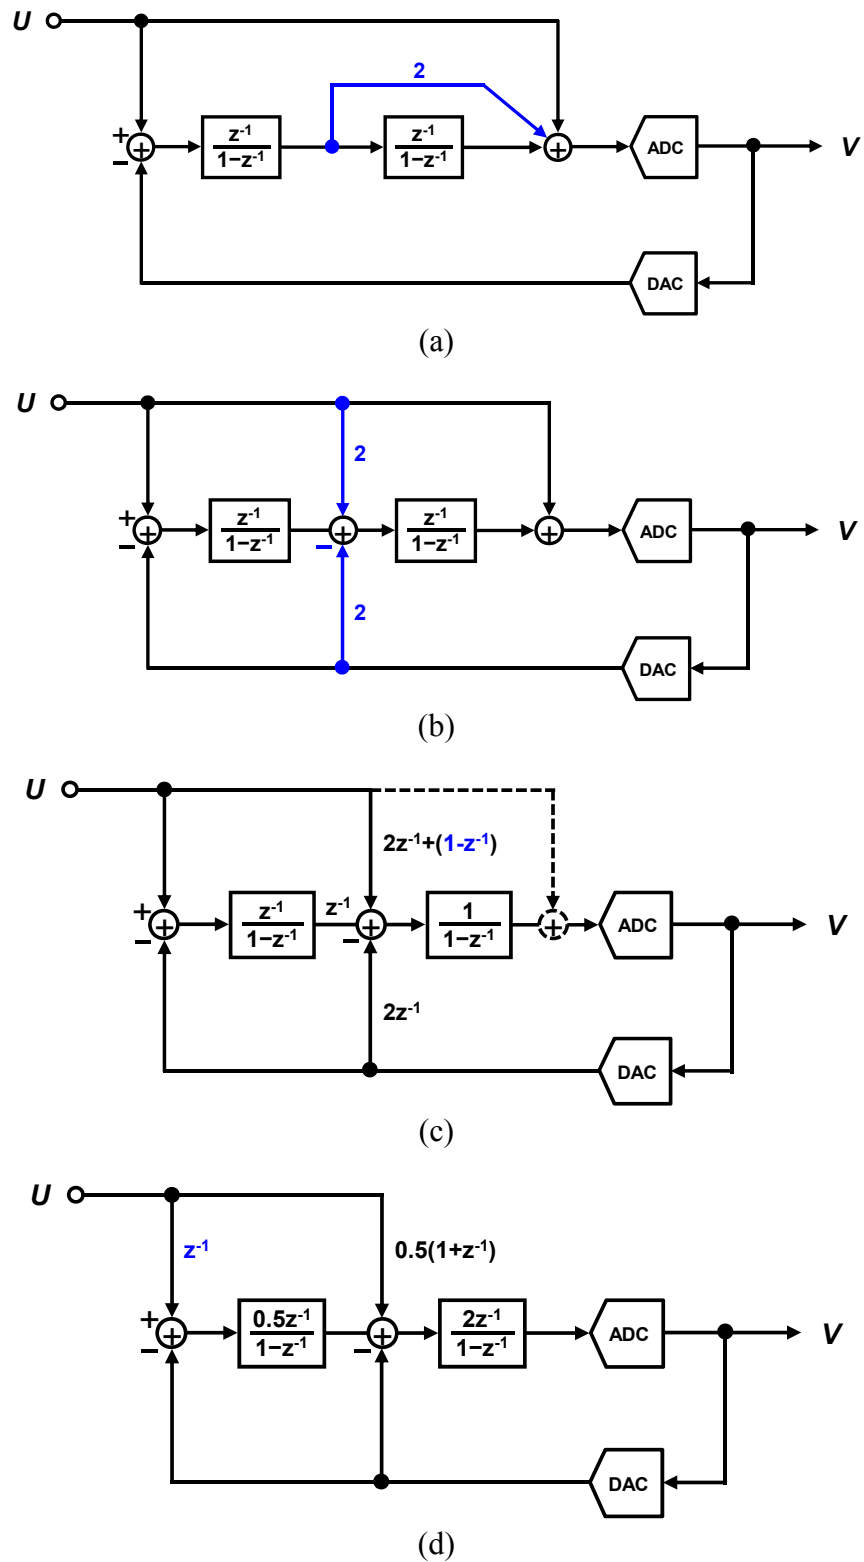 U
2
+
z⁻¹
z⁻¹
+
+
ADC
V
−
1−z⁻¹
1−z⁻¹
DAC
(a)
U
2
+
z⁻¹
z⁻¹
+
+
+
ADC
V
−
1−z⁻¹
−
1−z⁻¹
2
DAC
(b)
U
2z⁻¹+(1-z⁻¹)
+
z⁻¹
z⁻¹
1
+
+
+
ADC
V
−
1−z⁻¹
−
1−z⁻¹
2z⁻¹
DAC
(c)
U
z⁻¹
0.5(1+z⁻¹)
+
0.5z⁻¹
2z⁻¹
+
+
ADC
V
−
1−z⁻¹
−
1−z⁻¹
DAC
(d)